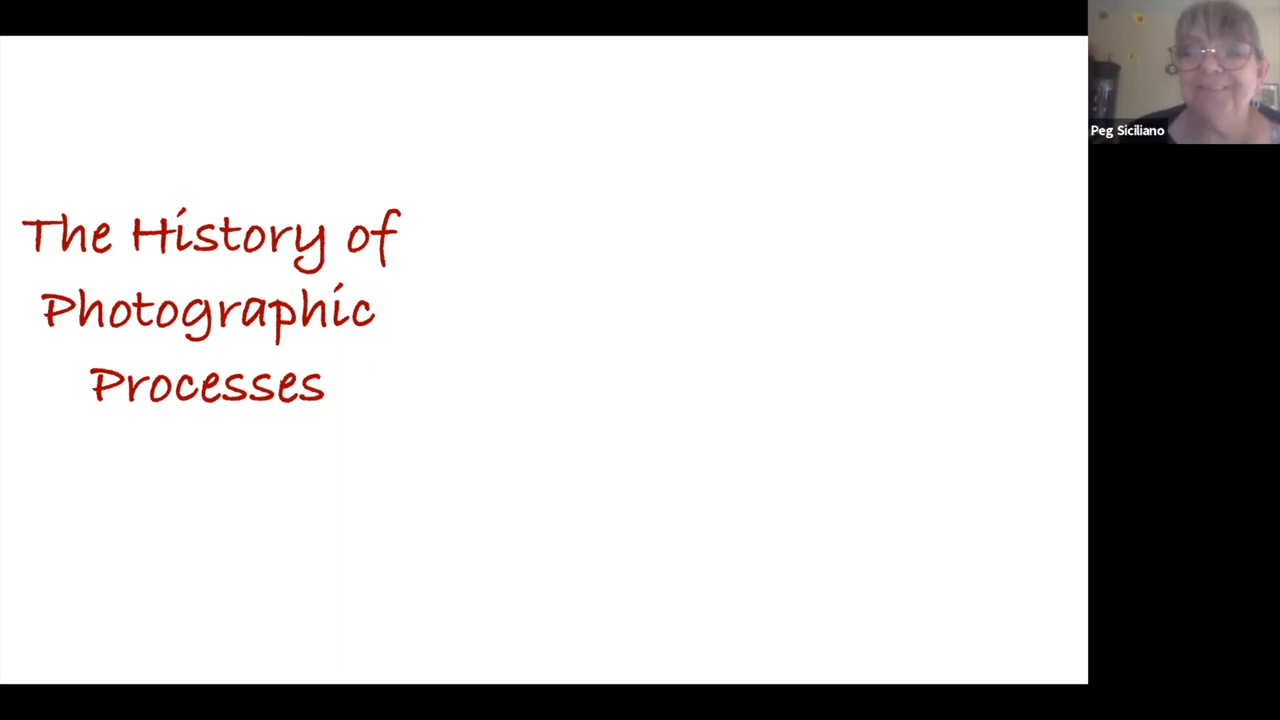 The History of
Photographic
Processes
Peg Siciliano